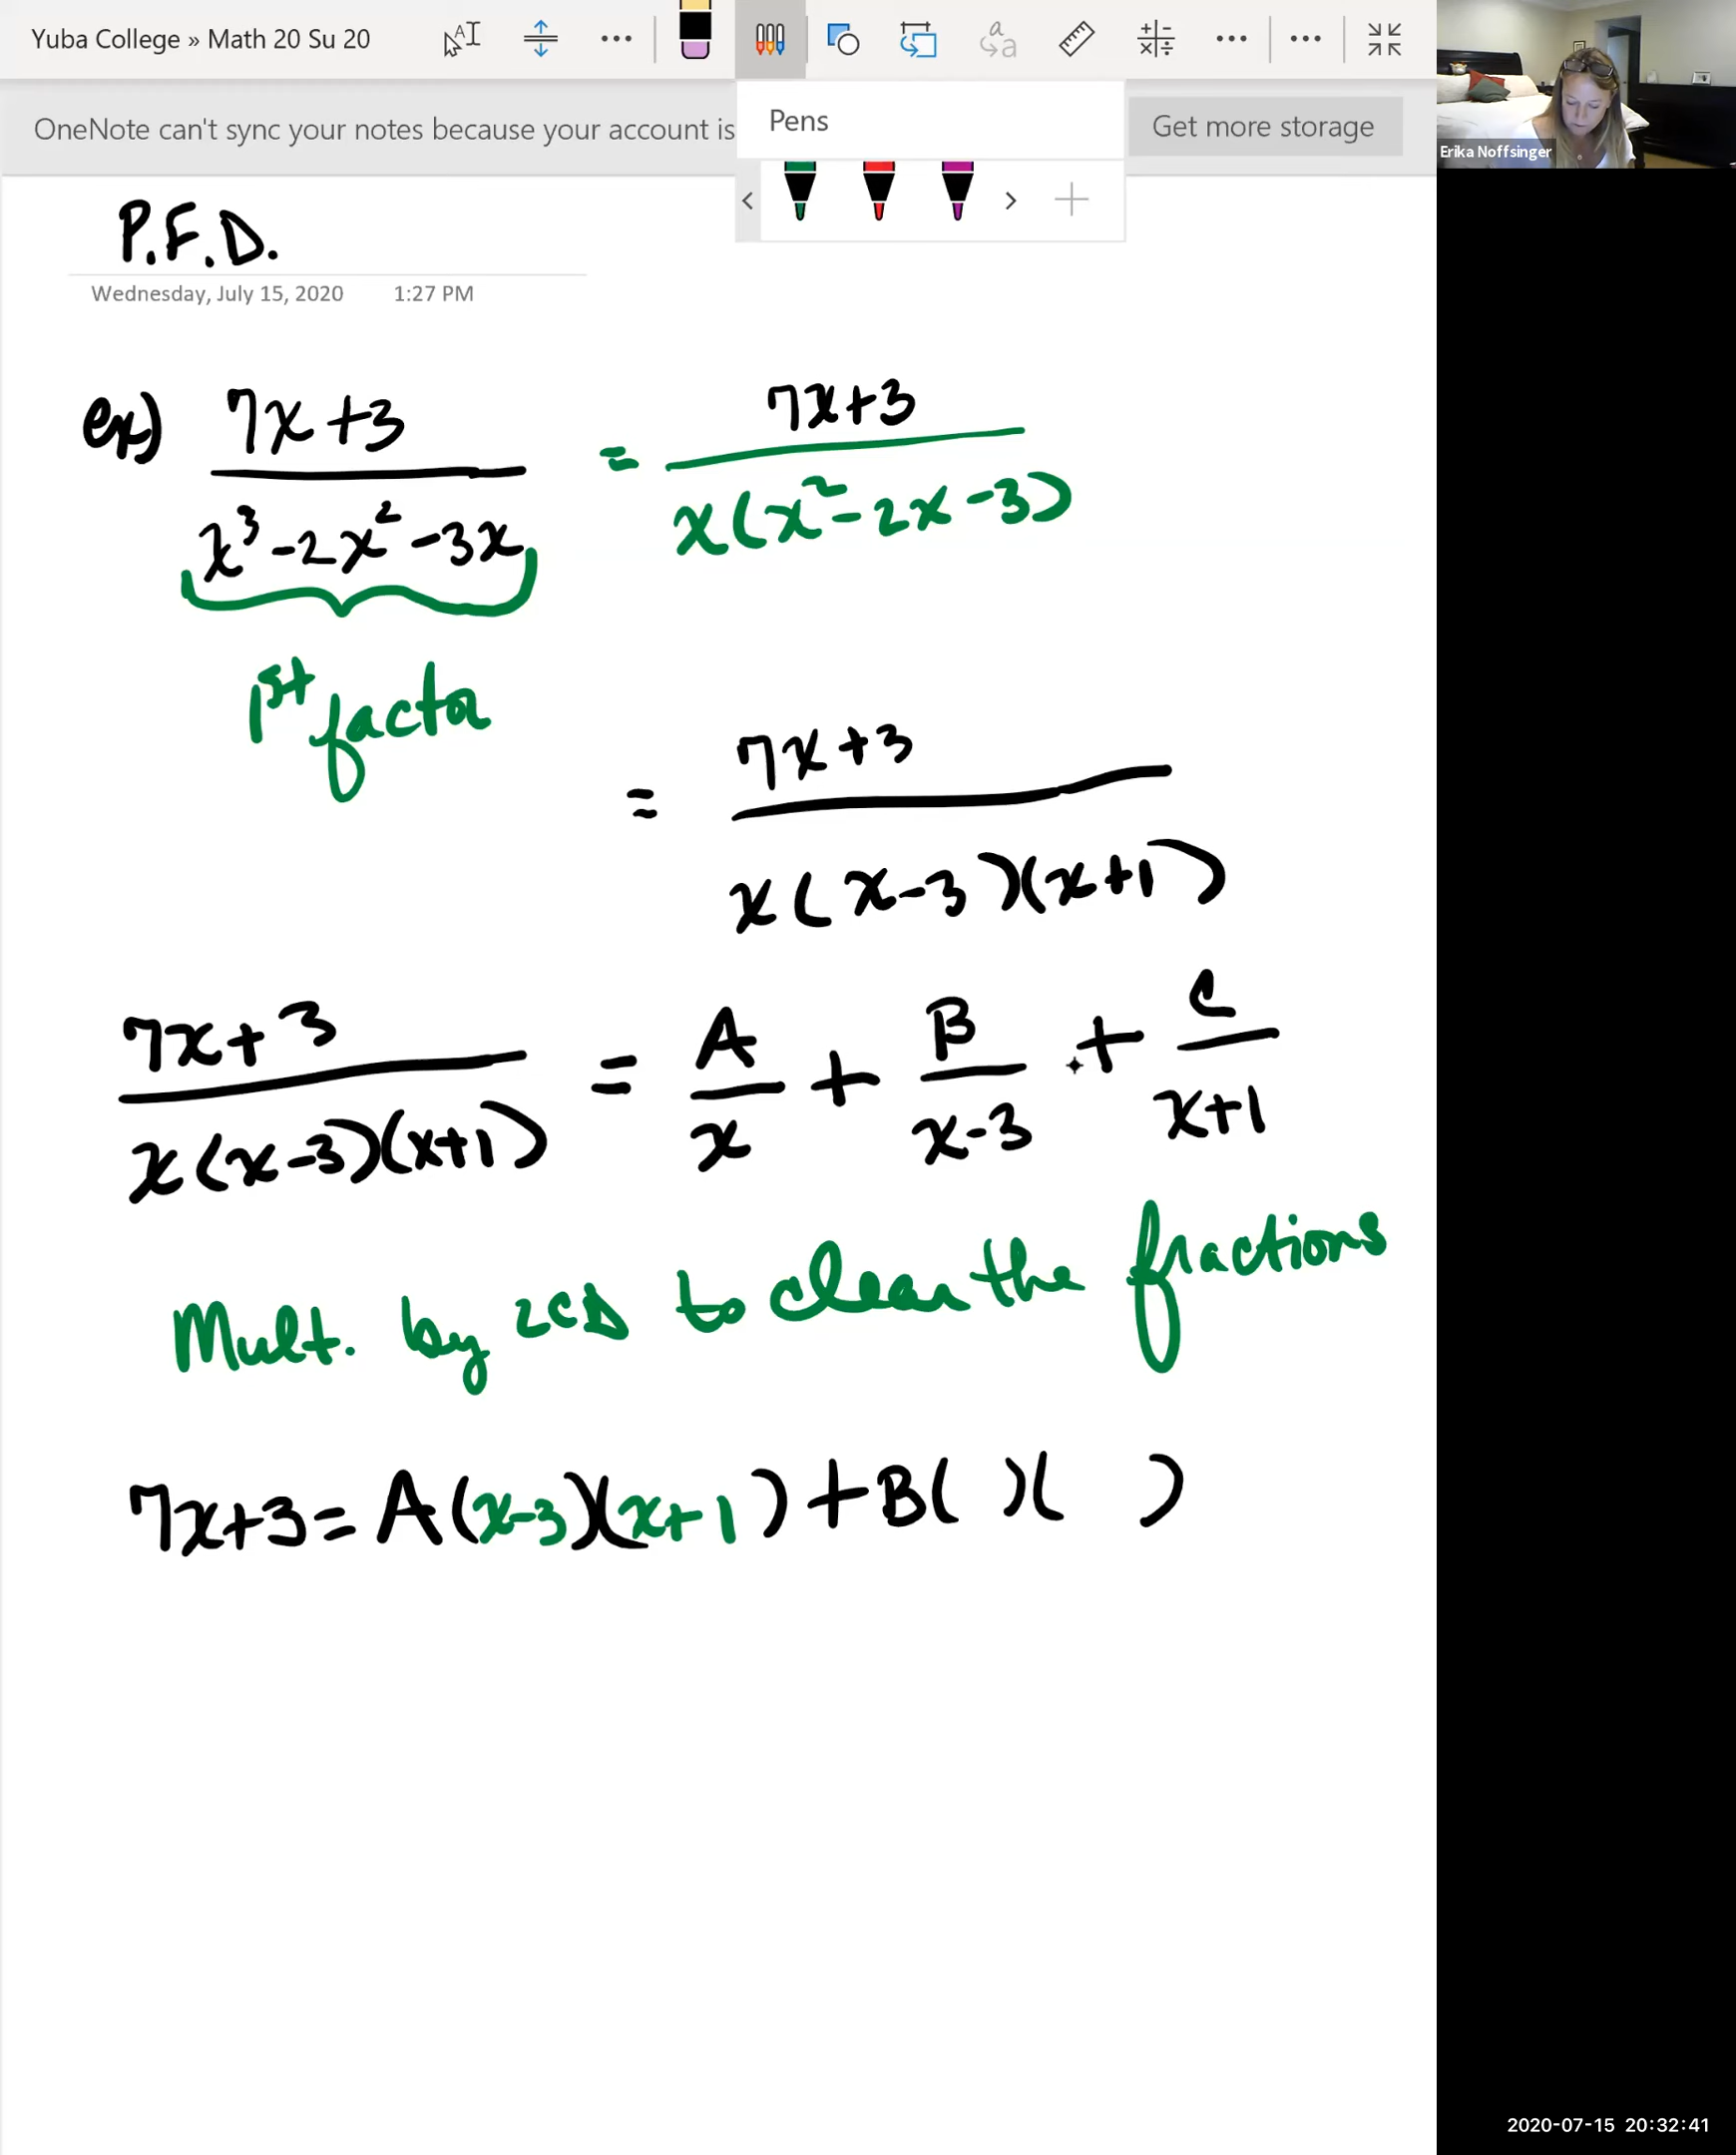 Yuba College » Math 20 Su 20
OneNote can't sync your notes because your account is
Pens
Get more storage
Erika Noffsinger
P.F.D.
Wednesday, July 15, 2020 1:27 PM
ex) 7x+3 = 7x+3
x³-2x²-3x x(x²-2x-3)
1st factor
= 7x+3
x(x-3)(x+1)
7x+3 = A + B + C
x(x-3)(x+1) x x-3 x+1
Mult. by LCD to clear the fractions
7x+3=A(x-3)(x+1)+B( )( )
2020-07-15 20:32:41